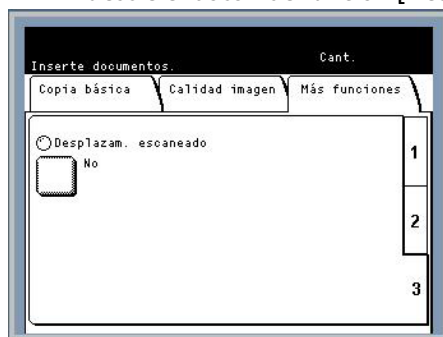 Cant.
Inserte documentos.
Copia básica Calidad imagen Más funciones
Desplazam. escaneado
No
1
2
3